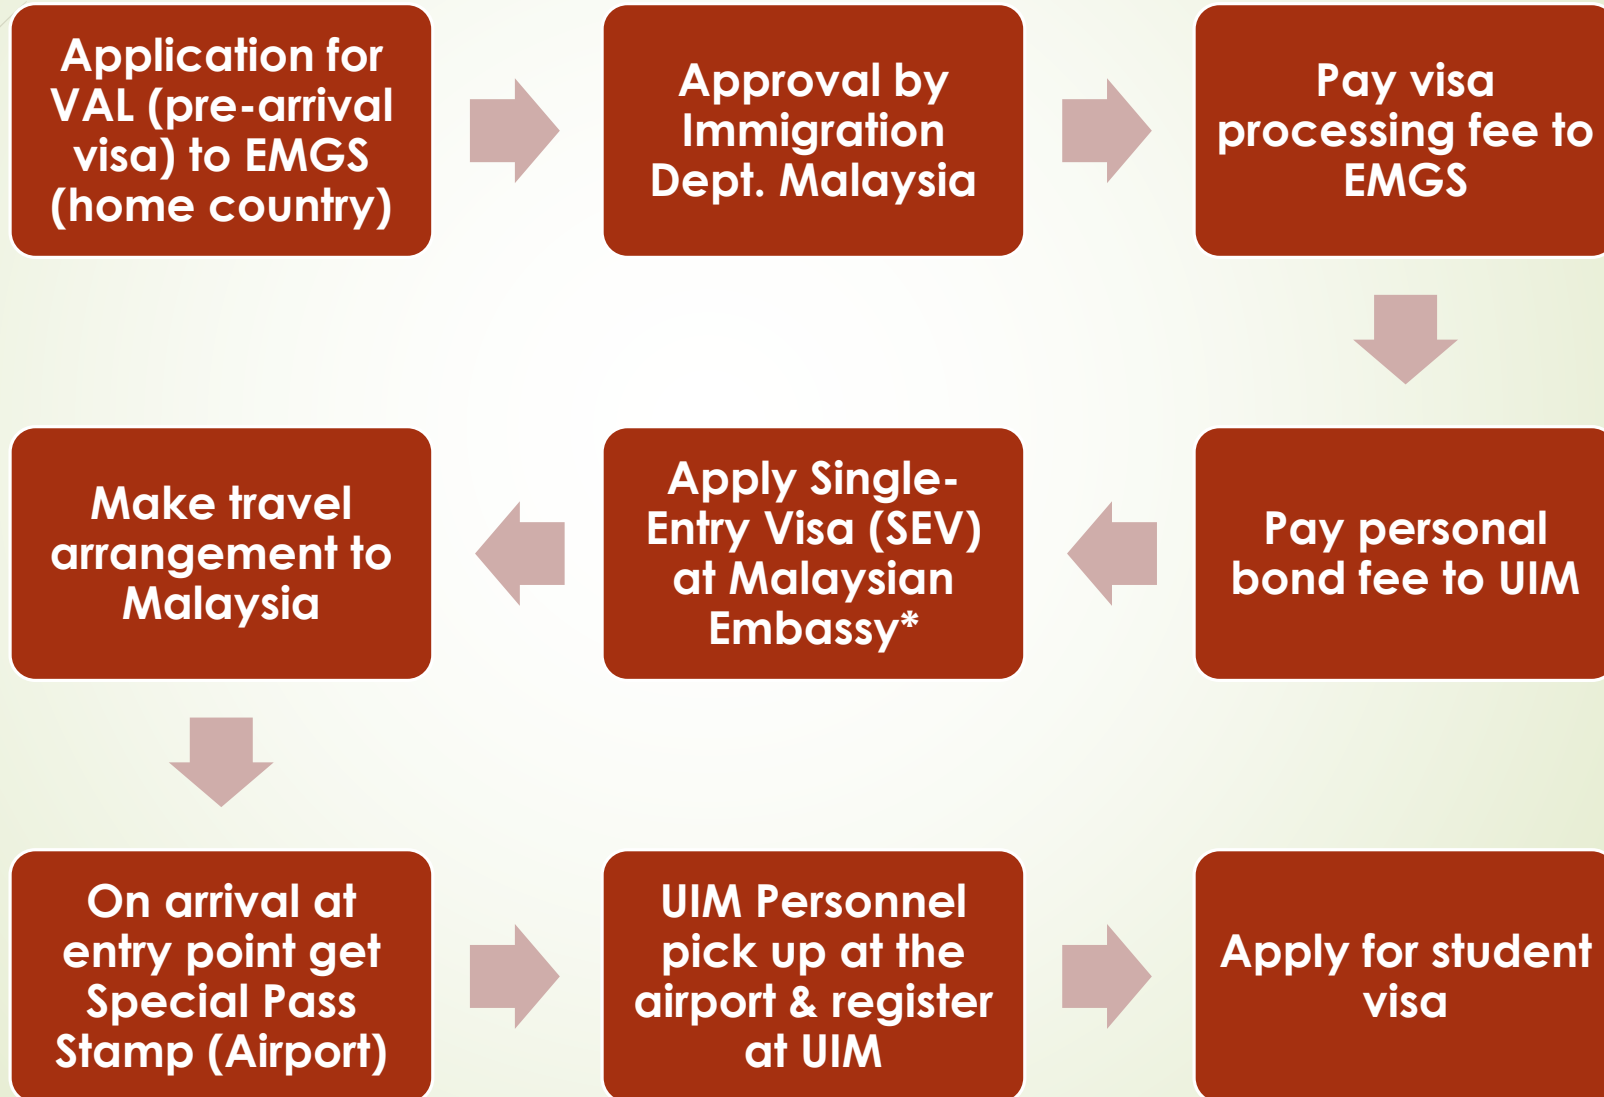 Application for
VAL (pre-arrival
visa) to EMGS
(home country)
Approval by
Immigration
Dept. Malaysia
Pay visa
processing fee to
EMGS
Pay personal
bond fee to UIM
Apply Single-
Entry Visa (SEV)
at Malaysian
Embassy*
Make travel
arrangement to
Malaysia
On arrival at
entry point get
Special Pass
Stamp (Airport)
UIM Personnel
pick up at the
airport & register
at UIM
Apply for student
visa